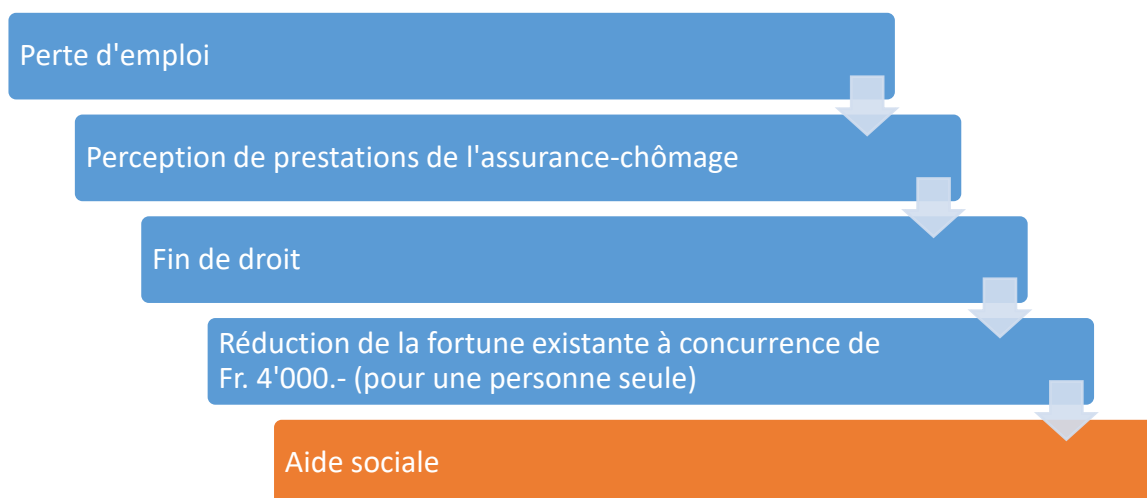 Perte d'emploi
Perception de prestations de l'assurance-chômage
Fin de droit
Réduction de la fortune existante à concurrence de
Fr. 4'000.- (pour une personne seule)
Aide sociale